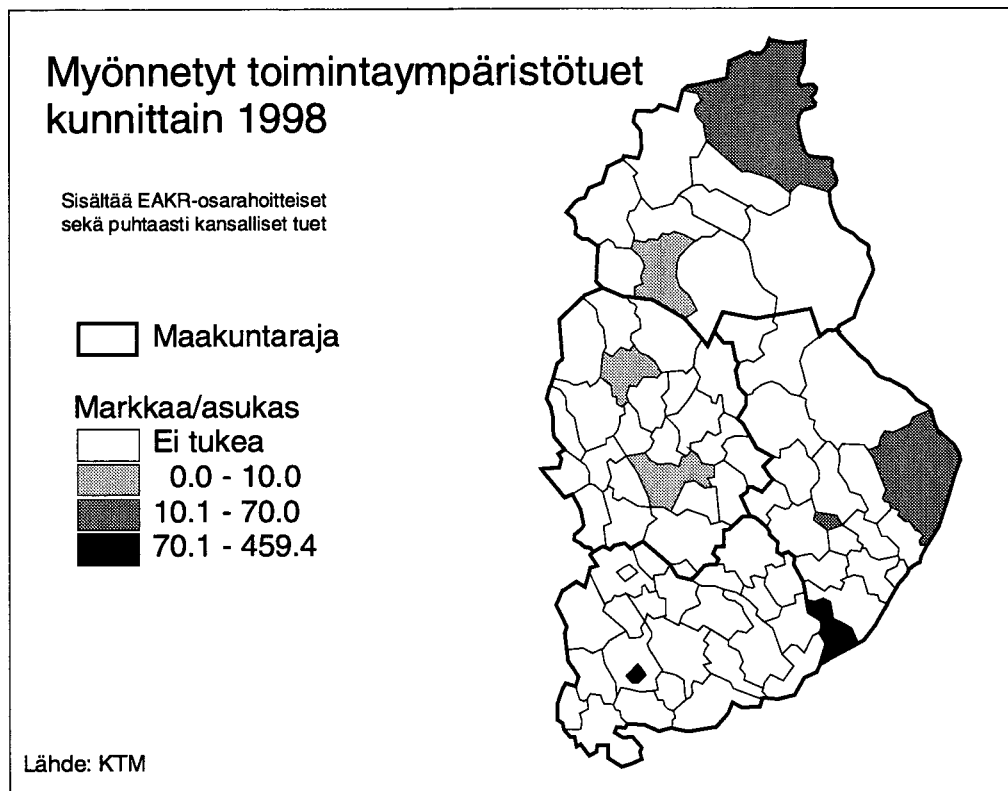 Myönnetyt toimintaympäristötuet
kunnittain 1998
Sisältää EAKR-osarahoitteiset
sekä puhtaasti kansalliset tuet
Maakuntaraja
Markkaa/asukas
Ei tukea
0.0 - 10.0
10.1 - 70.0
70.1 - 459.4
Lähde: KTM